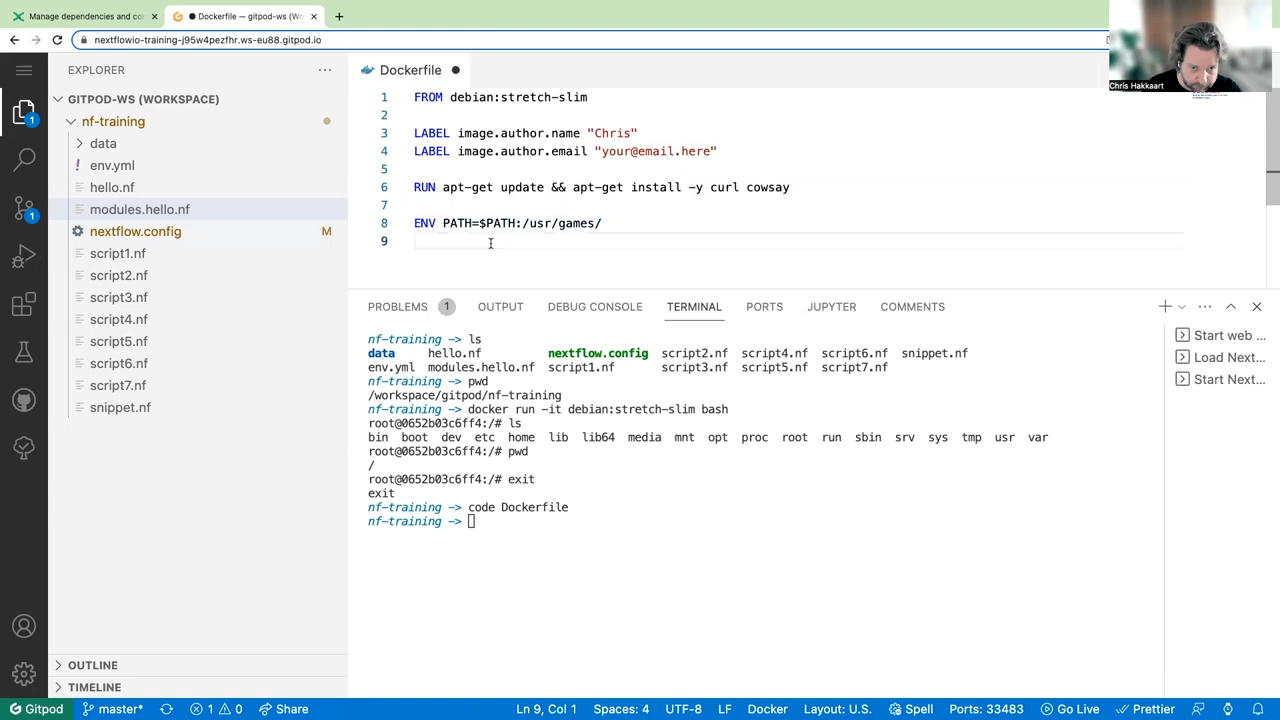 Manage dependencies and co
Dockerfile — gitpod-ws (Wo
nextflowio-training-j95w4pezfhr.ws-eu88.gitpod.io
Chris Hakkaart
EXPLORER
GITPOD-WS (WORKSPACE)
nf-training
data
env.yml
hello.nf
modules.hello.nf
nextflow.config M
script1.nf
script2.nf
script3.nf
script4.nf
script5.nf
script6.nf
script7.nf
snippet.nf
OUTLINE
TIMELINE
1
1
Dockerfile
1 FROM debian:stretch-slim
2
3 LABEL image.author.name "Chris"
4 LABEL image.author.email "your@email.here"
5
6 RUN apt-get update && apt-get install -y curl cowsay
7
8 ENV PATH=$PATH:/usr/games/
9
PROBLEMS 1 OUTPUT DEBUG CONSOLE TERMINAL PORTS JUPYTER COMMENTS
nf-training -> ls
data hello.nf nextflow.config script2.nf script4.nf script6.nf snippet.nf
env.yml modules.hello.nf script1.nf script3.nf script5.nf script7.nf
nf-training -> pwd
/workspace/gitpod/nf-training
nf-training -> docker run -it debian:stretch-slim bash
root@0652b03c6ff4:/# ls
bin boot dev etc home lib lib64 media mnt opt proc root run sbin srv sys tmp usr var
root@0652b03c6ff4:/# pwd
/
root@0652b03c6ff4:/# exit
exit
nf-training -> code Dockerfile
nf-training ->
Start web ...
Load Next...
Start Next...
Gitpod master* 1 0 Share Ln 9, Col 1 Spaces: 4 UTF-8 LF Docker Layout: U.S. Spell Ports: 33483 Go Live Prettier